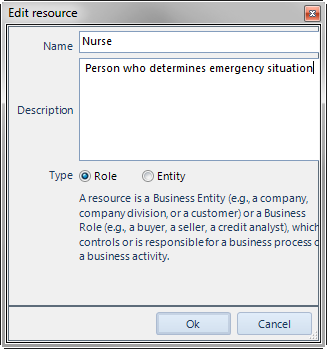 Edit resource
Name Nurse
Description Person who determines emergency situation
Type Role Entity
A resource is a Business Entity (e.g., a company,
company division, or a customer) or a Business
Role (e.g., a buyer, a seller, a credit analyst), which
controls or is responsible for a business process o
a business activity.
Ok Cancel